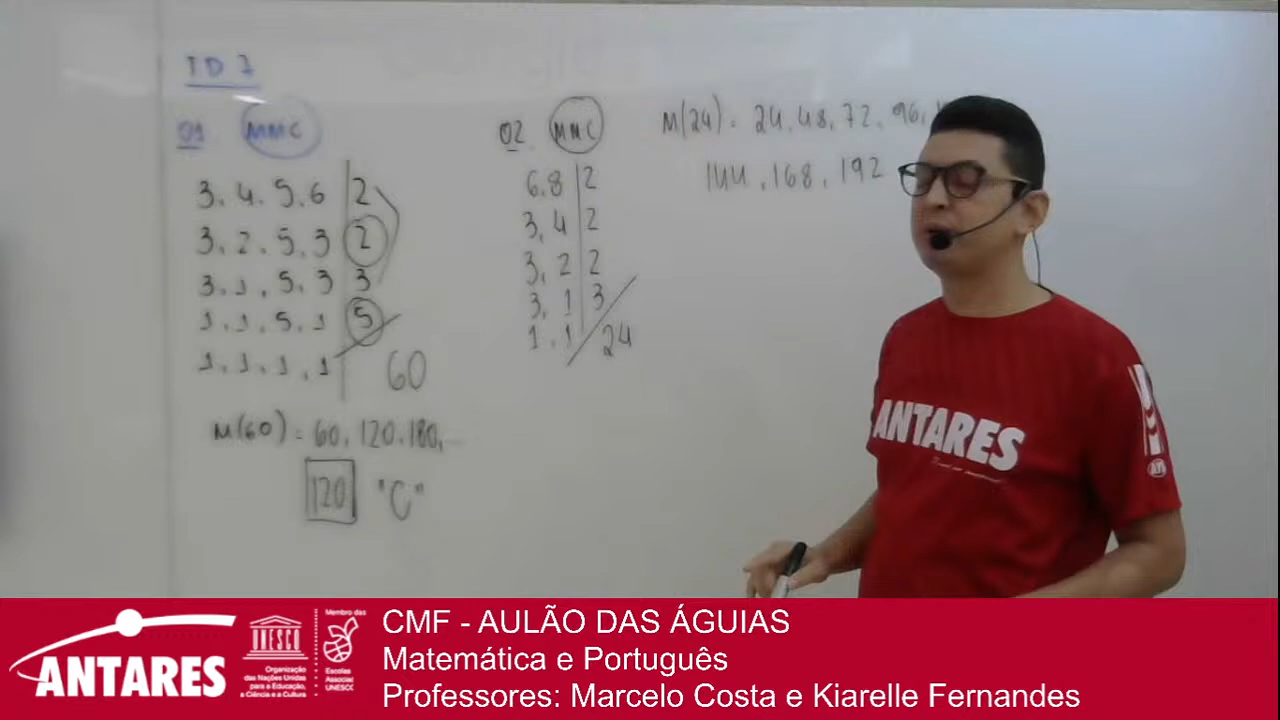 TD 7
01 MMC
3. 4. 5. 6 | 2
3. 2. 5. 3 | 2
3. 1. 5. 3 | 3
1. 1. 5. 1 | 5
1. 1. 1. 1
60
M(60) = 60, 120, 180, ...
120 "C"
02. MMC
6,8 | 2
3, 4 | 2
3, 2 | 2
3, 1 | 3
1, 1
24
M(24) = 24, 48, 72, 96,
144, 168, 192
ANTARES
AFS
ANTARES
UNESCO
Organização
das Nações Unidas
para a Educação,
a Ciência e a Cultura
Membro das
Escolas
Associadas
UNESCO
CMF - AULÃO DAS ÁGUIAS
Matemática e Português
Professores: Marcelo Costa e Kiarelle Fernandes